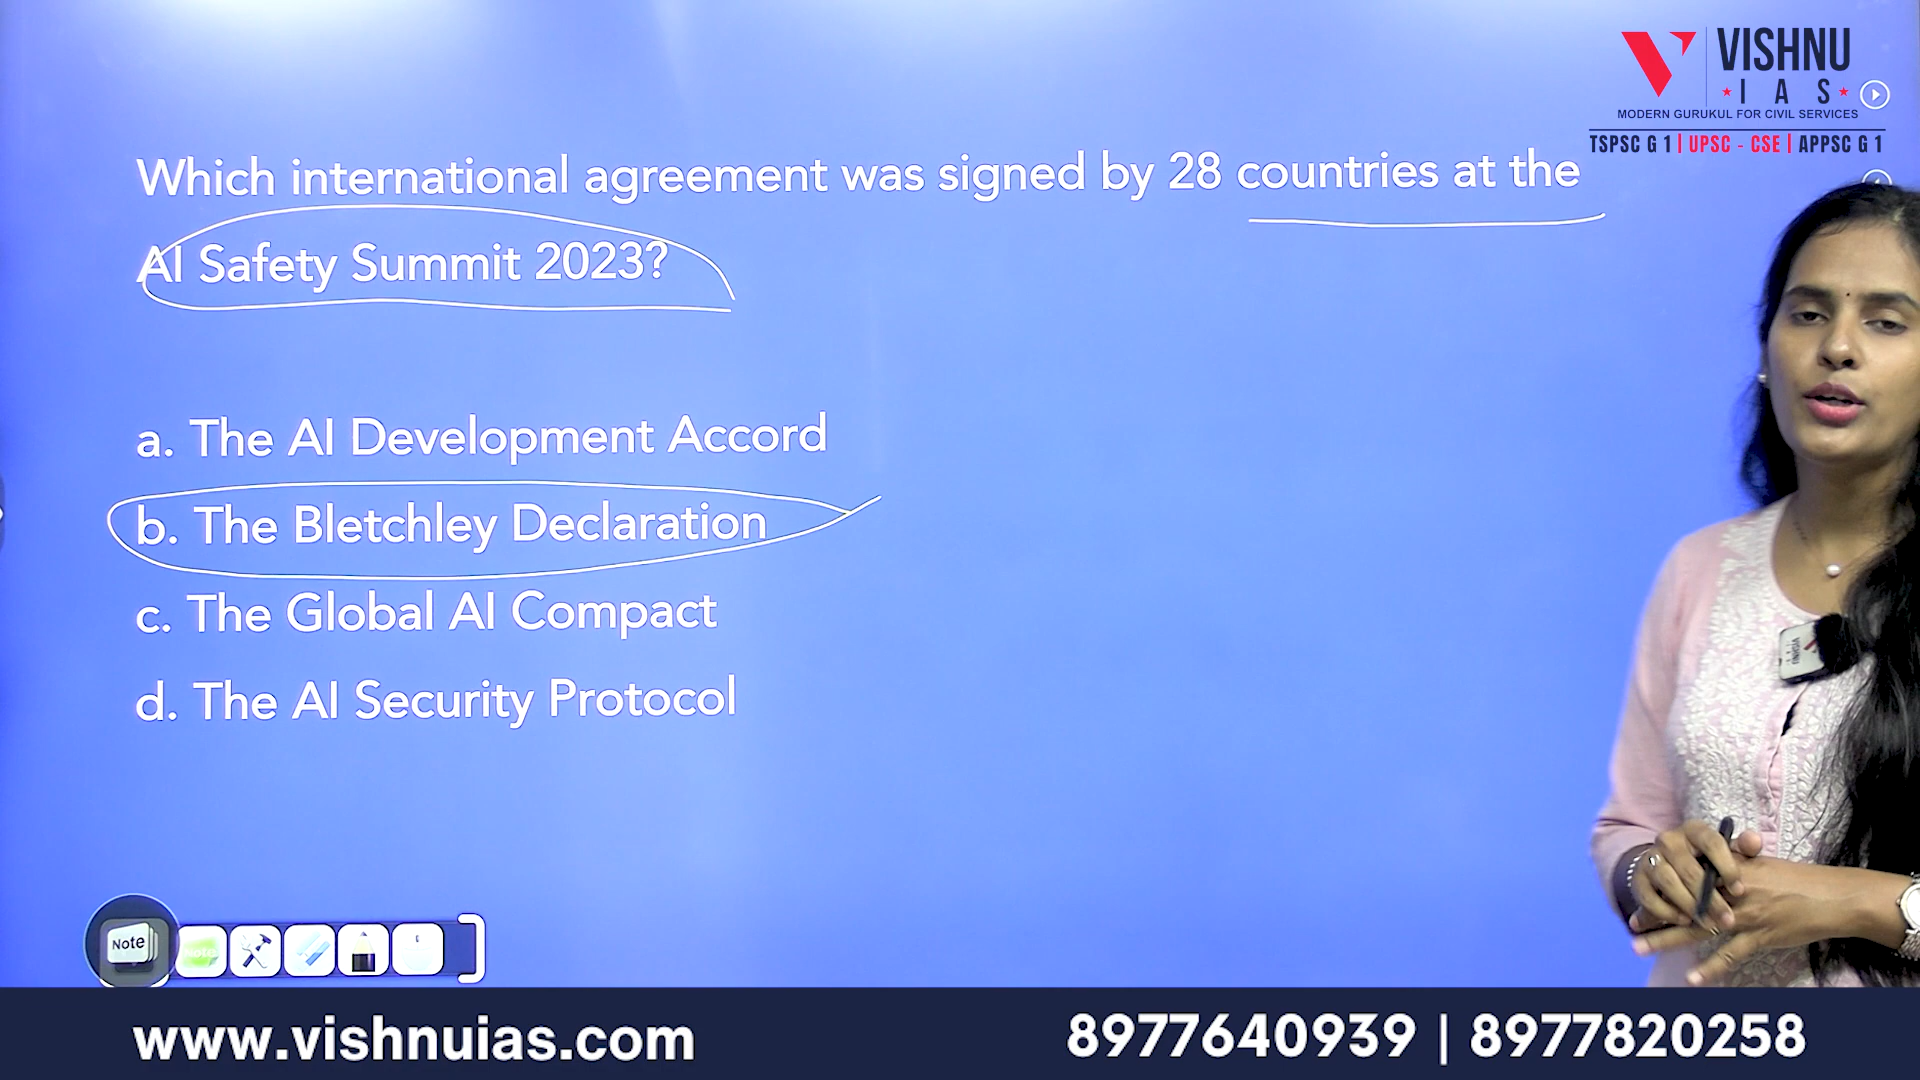 VISHNU
IAS
MODERN GURUKUL FOR CIVIL SERVICES
TSPSC G 1 | UPSC - CSE | APPSC G 1
Which international agreement was signed by 28 countries at the
AI Safety Summit 2023?
a. The AI Development Accord
b. The Bletchley Declaration
c. The Global AI Compact
d. The AI Security Protocol
VISHNU
Note
www.vishnuias.com
8977640939 | 8977820258